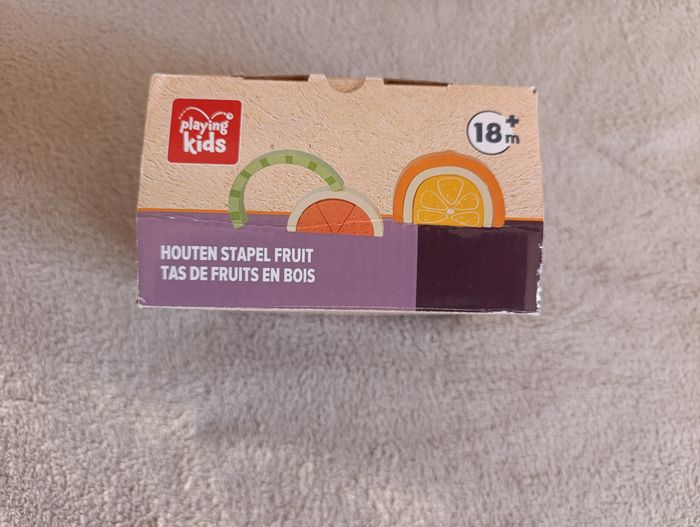 playing
kids
18+
m
HOUTEN STAPEL FRUIT
TAS DE FRUITS EN BOIS